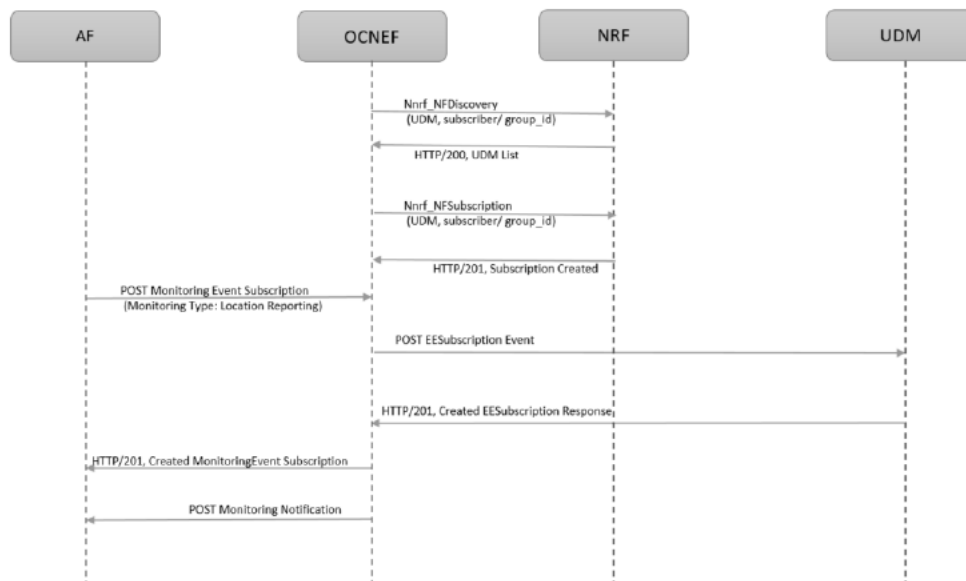 AF
OCNEF
NRF
UDM
Nnrf_NFDiscovery
(UDM, subscriber/ group_id)
HTTP/200, UDM List
Nnrf_NFSubscription
(UDM, subscriber/ group_id)
HTTP/201, Subscription Created
POST Monitoring Event Subscription
(Monitoring Type: Location Reporting)
POST EESubscription Event
HTTP/201, Created EESubscription Response
HTTP/201, Created MonitoringEvent Subscription
POST Monitoring Notification